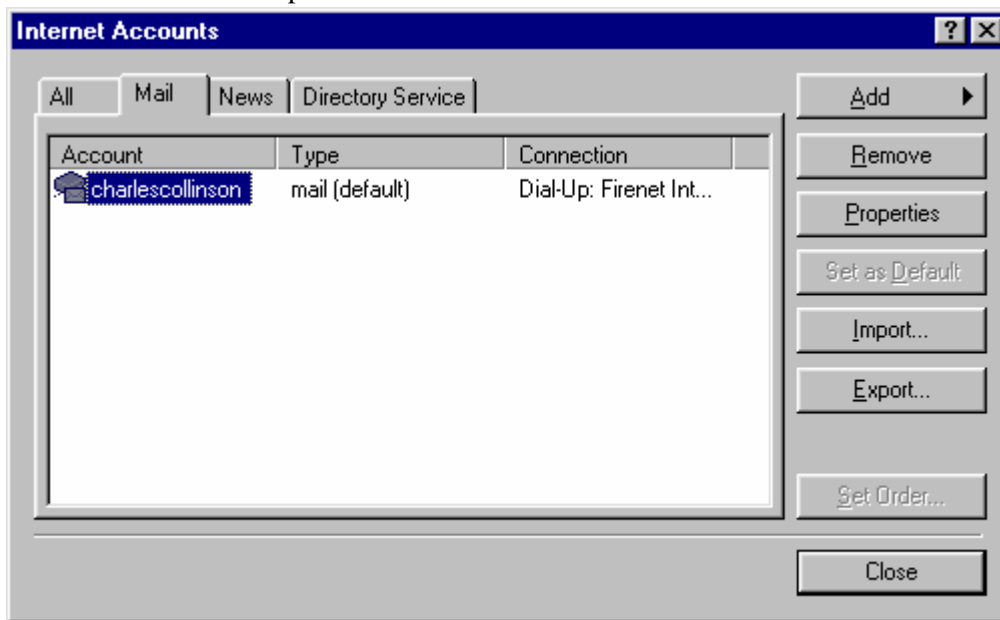 Internet Accounts
All Mail News Directory Service
Add
Account Type Connection
Remove
charlescollinson mail (default) Dial-Up: Firenet Int...
Properties
Set as Default
Import...
Export...
Set Order...
Close